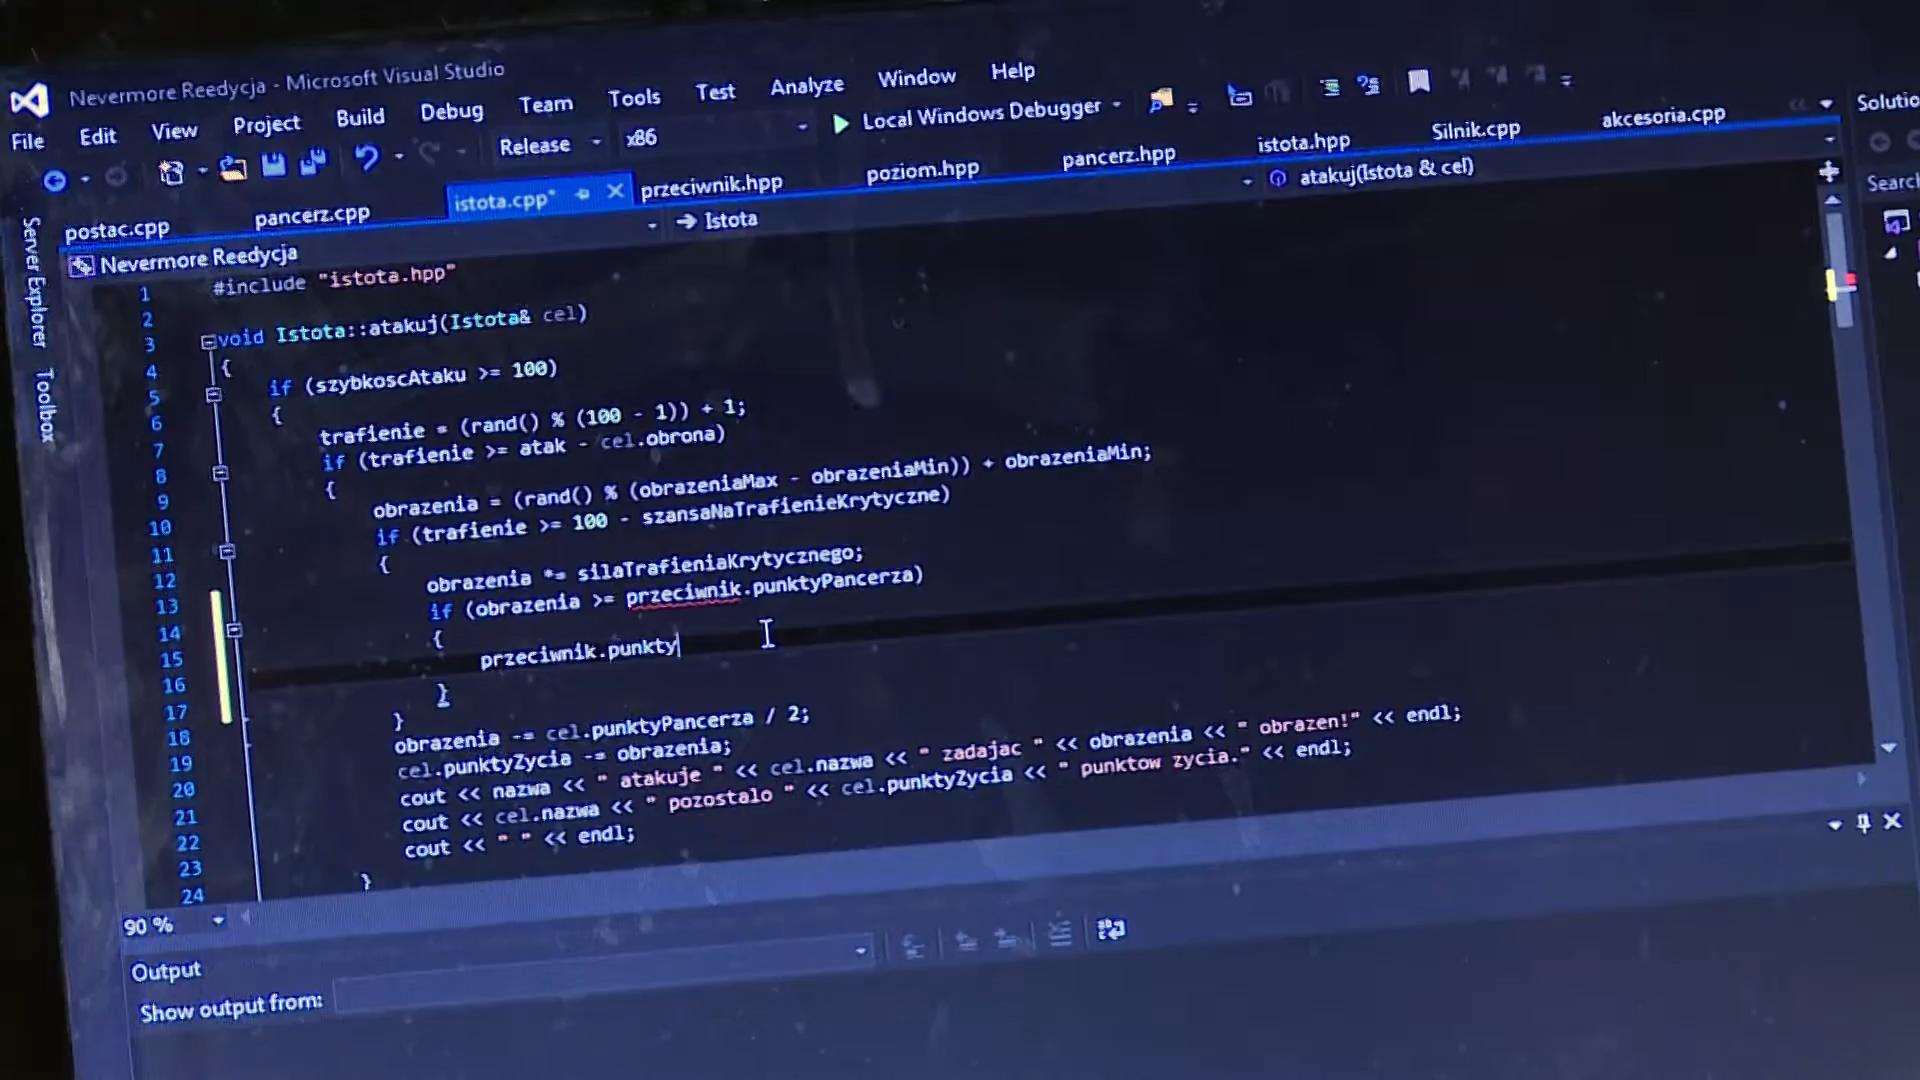 Nevermore Reedycja - Microsoft Visual Studio
File Edit View Project Build Debug Team Tools Test Analyze Window Help
Release x86 Local Windows Debugger
postac.cpp pancerz.cpp istota.cpp* przeciwnik.hpp poziom.hpp pancerz.hpp istota.hpp Silnik.cpp akcesoria.cpp
Nevermore Reedycja Istota atakuj(Istota & cel)
Server Explorer
Toolbox
Search
1 #include "istota.hpp"
2
3 void Istota::atakuj(Istota& cel)
4 {
5 if (szybkoscAtaku >= 100)
6 {
7 trafienie = (rand() % (100 - 1)) + 1;
8 if (trafienie >= atak - cel.obrona)
9 {
10 obrazenia = (rand() % (obrazeniaMax - obrazeniaMin)) + obrazeniaMin;
11 if (trafienie >= 100 - szansaNaTrafienieKrytyczne)
12 {
13 obrazenia *= silaTrafieniaKrytycznego;
14 if (obrazenia >= przeciwnik.punktyPancerza)
15 {
16 przeciwnik.punkty
17 }
18 }
19 obrazenia -= cel.punktyPancerza / 2;
20 cel.punktyZycia -= obrazenia;
21 cout << nazwa << " atakuje " << cel.nazwa << " zadajac " << obrazenia << " obrazen!" << endl;
22 cout << cel.nazwa << " pozostalo " << cel.punktyZycia << " punktow zycia." << endl;
23 cout << " " << endl;
24 }
90 %
Output
Show output from: